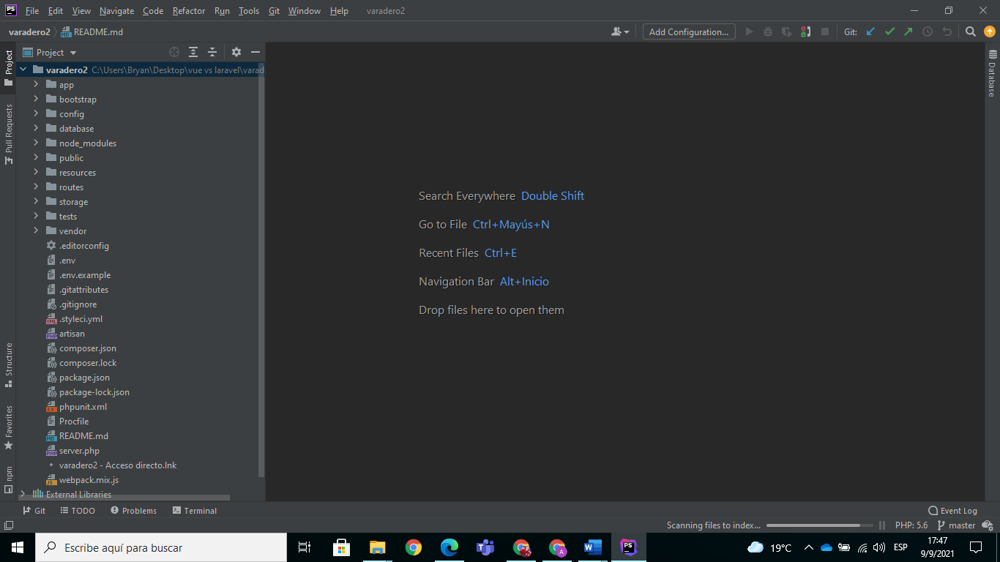 PS File Edit View Navigate Code Refactor Run Tools Git Window Help varadero2
varadero2 README.md Add Configuration... Git:
Project
varadero2 C:\Users\Bryan\Desktop\vue vs laravel\varad
app
bootstrap
config
database
node_modules
public
resources
routes
storage
tests
vendor
.editorconfig
.env
.env.example
.gitattributes
.gitignore
.styleci.yml
artisan
composer.json
composer.lock
package.json
package-lock.json
phpunit.xml
Procfile
README.md
server.php
varadero2 - Acceso directo.lnk
webpack.mix.js
External Libraries
Project
Pull Requests
Structure
Favorites
npm
Search Everywhere Double Shift
Go to File Ctrl+Mayús+N
Recent Files Ctrl+E
Navigation Bar Alt+Inicio
Drop files here to open them
Database
Git TODO Problems Terminal Event Log
Scanning files to index... PHP: 5.6 master
Escribe aquí para buscar
19°C ESP 17:47
9/9/2021